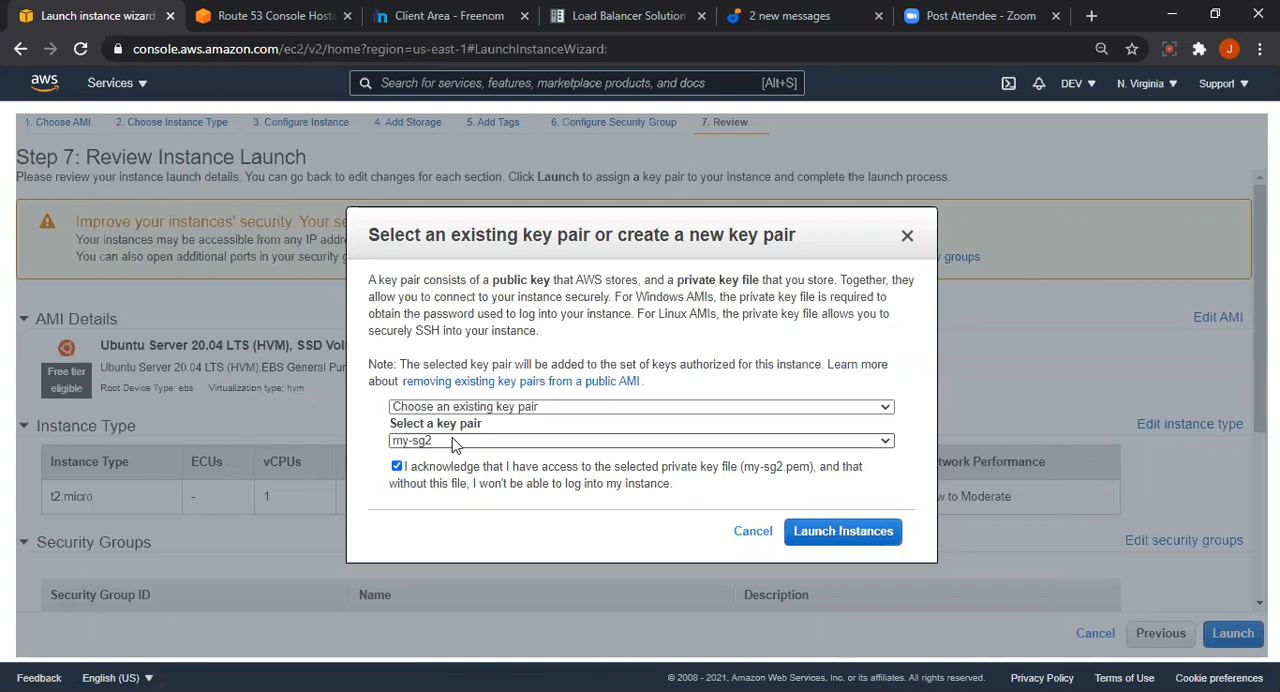 Launch instance wizard
Route 53 Console Host
Client Area - Freenom
Load Balancer Solution
2 new messages
Post Attendee - Zoom
console.aws.amazon.com/ec2/v2/home?region=us-east-1#LaunchInstanceWizard:
J
aws
Services
Search for services, features, marketplace products, and docs
[Alt+S]
DEV
N. Virginia
Support
1. Choose AMI
2. Choose Instance Type
3. Configure Instance
4. Add Storage
5. Add Tags
6. Configure Security Group
7. Review
Step 7: Review Instance Launch
Please review your instance launch details. You can go back to edit changes for each section. Click Launch to assign a key pair to your instance and complete the launch process.
Improve your instances' security. Your se
Your instances may be accessible from any IP addr
You can also open additional ports in your security g
groups
Select an existing key pair or create a new key pair
A key pair consists of a public key that AWS stores, and a private key file that you store. Together, they
allow you to connect to your instance securely. For Windows AMIs, the private key file is required to
obtain the password used to log into your instance. For Linux AMIs, the private key file allows you to
securely SSH into your instance.
Note: The selected key pair will be added to the set of keys authorized for this instance. Learn more
about removing existing key pairs from a public AMI .
Choose an existing key pair
Select a key pair
my-sg2
I acknowledge that I have access to the selected private key file (my-sg2.pem), and that
without this file, I won't be able to log into my instance.
Cancel
Launch Instances
AMI Details
Edit AMI
Ubuntu Server 20.04 LTS (HVM), SSD Vol
Free tier
eligible
Ubuntu Server 20.04 LTS (HVM),EBS General Pur
Root Device Type: ebs
Virtualization type: hvm
Instance Type
Edit instance type
Instance Type
ECUs
vCPUs
twork Performance
t2.micro
-
1
w to Moderate
Security Groups
Edit security groups
Security Group ID
Name
Description
Cancel
Previous
Launch
Feedback
English (US)
© 2008 - 2021, Amazon Web Services, Inc. or its affiliates. All rights reserved.
Privacy Policy
Terms of Use
Cookie preferences